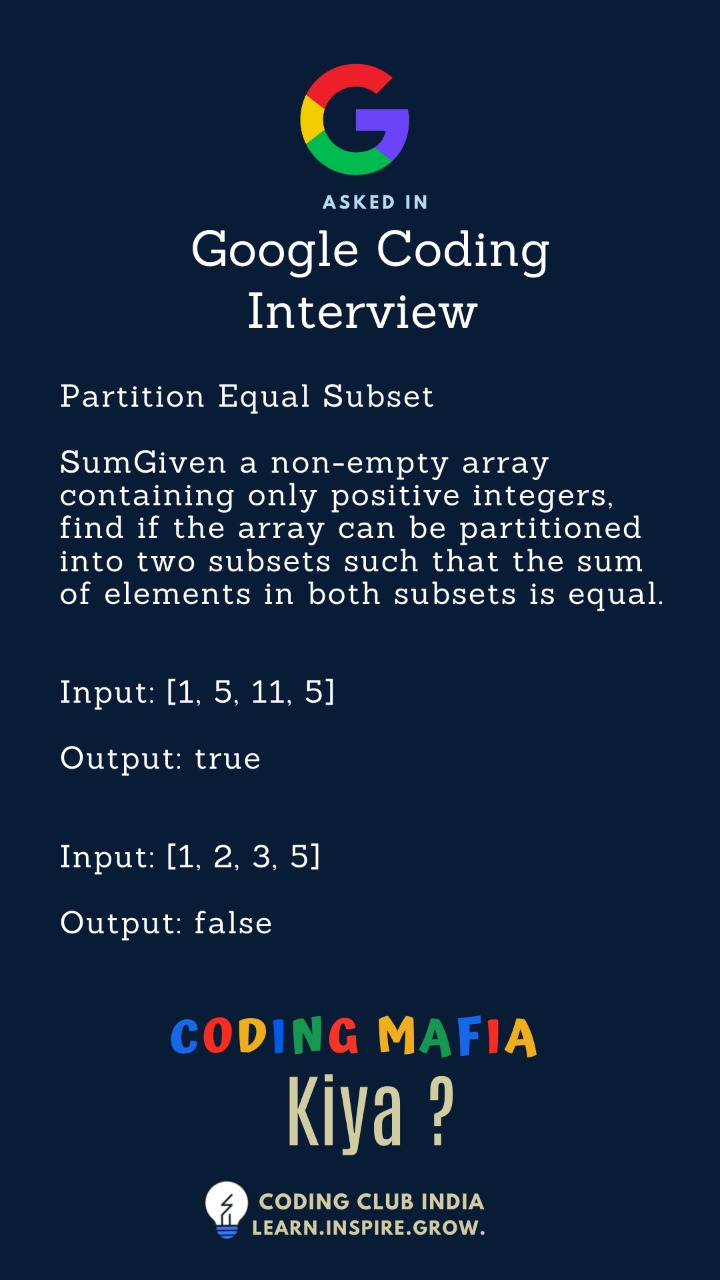 ASKED IN
Google Coding
Interview
Partition Equal Subset
SumGiven a non-empty array
containing only positive integers,
find if the array can be partitioned
into two subsets such that the sum
of elements in both subsets is equal.
Input: [1, 5, 11, 5]
Output: true
Input: [1, 2, 3, 5]
Output: false
CODING MAFIA
Kiya ?
CODING CLUB INDIA
LEARN.INSPIRE.GROW.